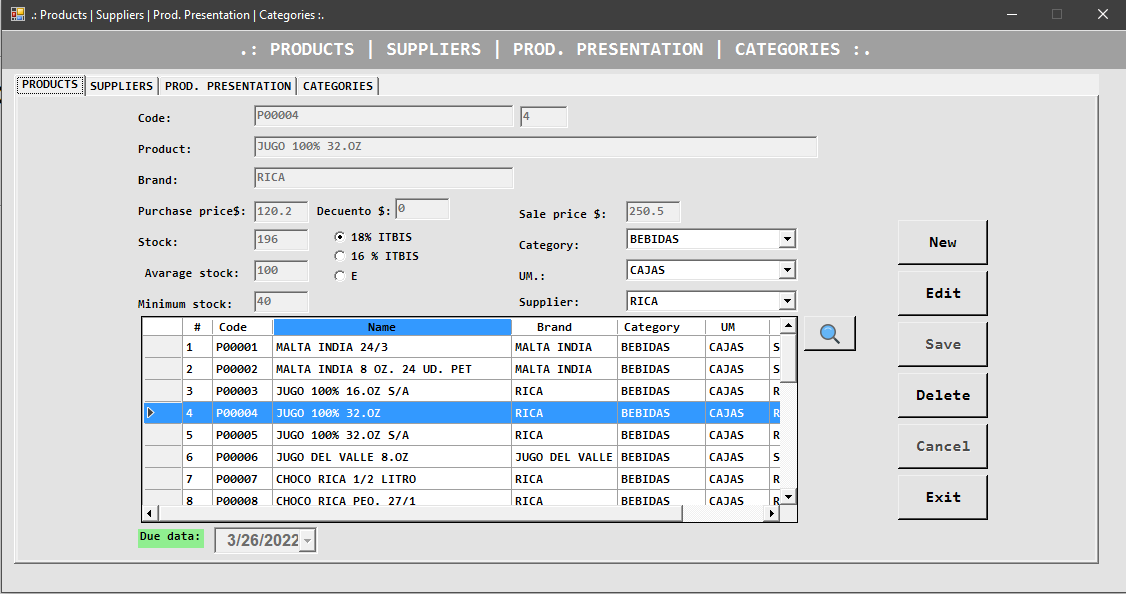 .: Products | Suppliers | Prod. Presentation | Categories :.
.: PRODUCTS | SUPPLIERS | PROD. PRESENTATION | CATEGORIES :.
PRODUCTS SUPPLIERS PROD. PRESENTATION CATEGORIES
Code: P00004 4
Product: JUGO 100% 32.OZ
Brand: RICA
Purchase price$: 120.2 Decuento $: 0 Sale price $: 250.5
Stock: 196 18% ITBIS Category: BEBIDAS
16 % ITBIS
Avarage stock: 100 E UM.: CAJAS
Minimum stock: 40 Supplier: RICA
# Code Name Brand Category UM
1 P00001 MALTA INDIA 24/3 MALTA INDIA BEBIDAS CAJAS S
2 P00002 MALTA INDIA 8 OZ. 24 UD. PET MALTA INDIA BEBIDAS CAJAS S
3 P00003 JUGO 100% 16.OZ S/A RICA BEBIDAS CAJAS R
4 P00004 JUGO 100% 32.OZ RICA BEBIDAS CAJAS R
5 P00005 JUGO 100% 32.OZ S/A RICA BEBIDAS CAJAS R
6 P00006 JUGO DEL VALLE 8.OZ JUGO DEL VALLE BEBIDAS CAJAS S
7 P00007 CHOCO RICA 1/2 LITRO RICA BEBIDAS CAJAS R
8 P00008 CHOCO RICA PEQ. 27/1 RICA BEBIDAS CAJAS R
Due data: 3/26/2022
New
Edit
Save
Delete
Cancel
Exit